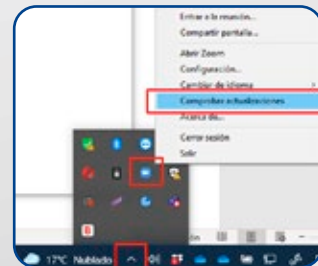 Entrar a la reunión...
Compartir pantalla...
Abrir Zoom
Configuración...
Cambiar de idioma
Comprobar actualizaciones
Acerca de...
Cerrar sesión
Salir
17°C Nublado